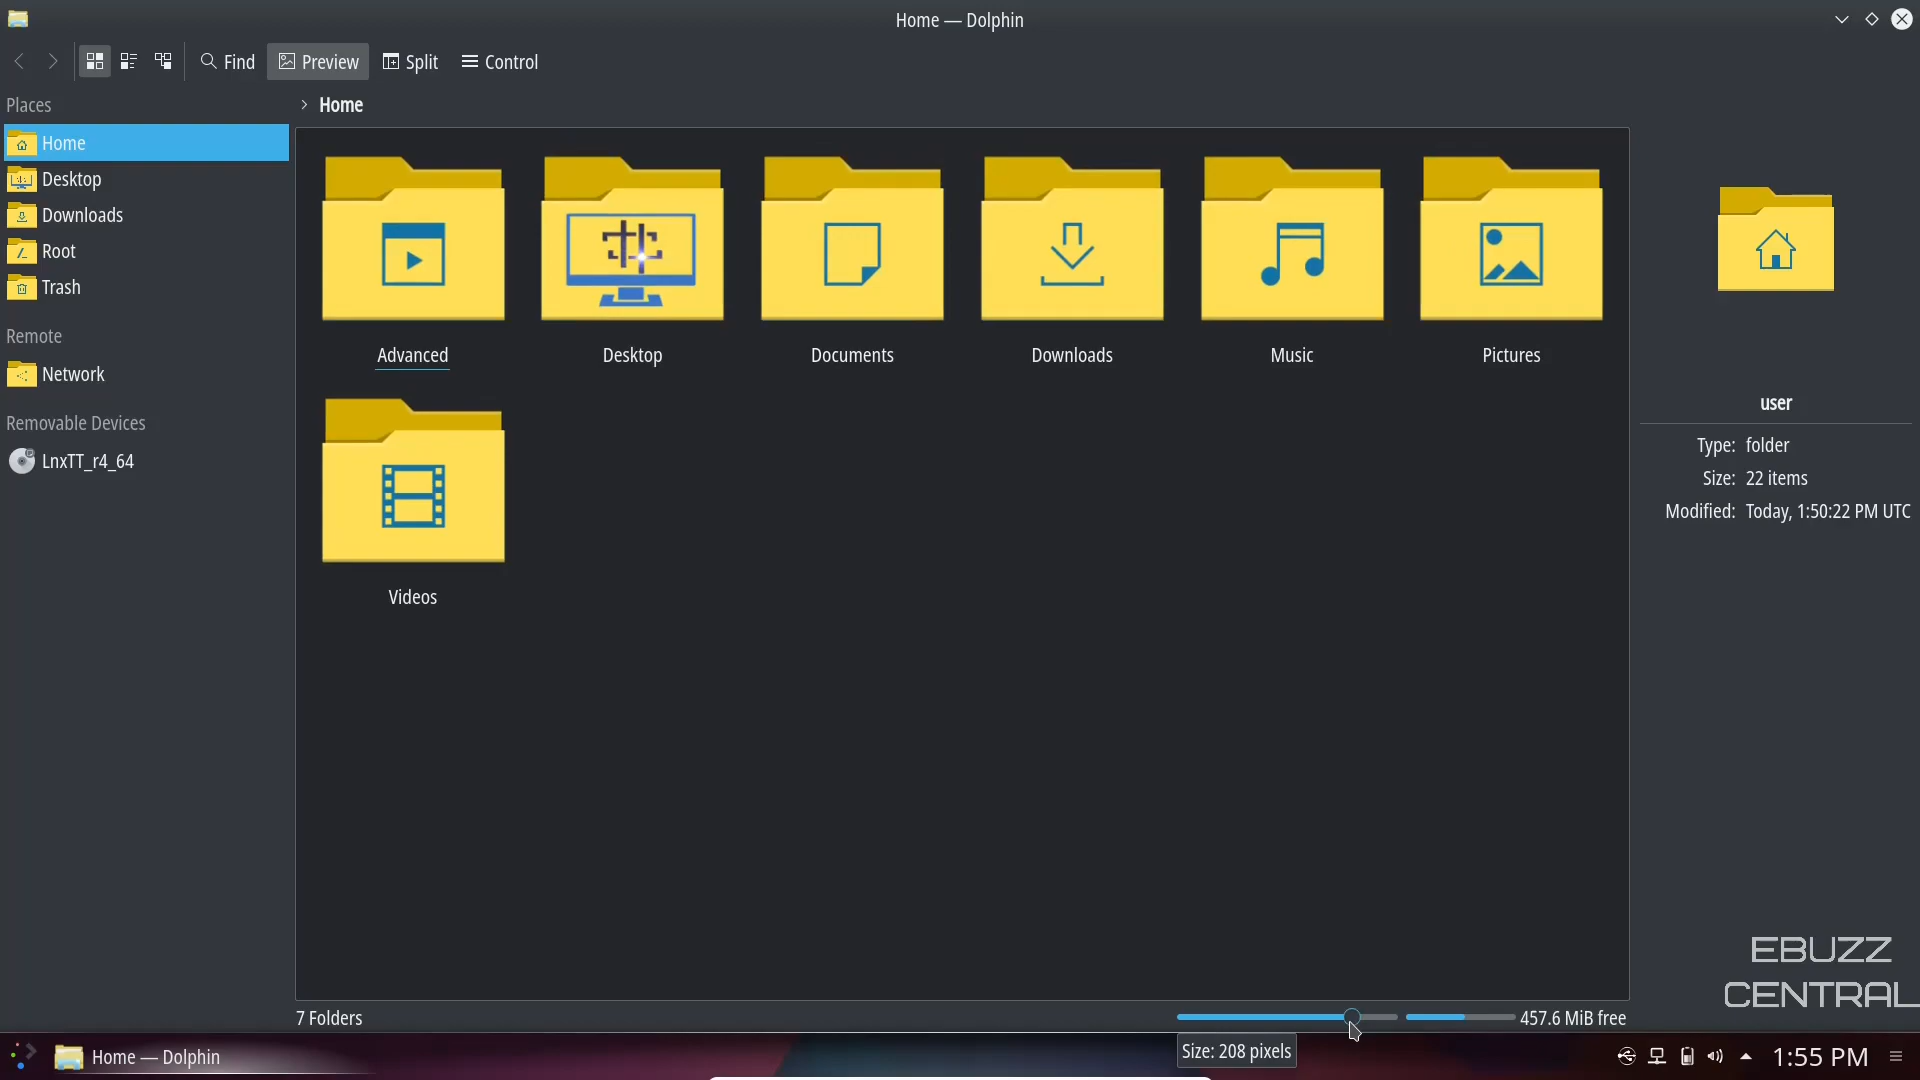 Home — Dolphin
Find
Preview
Split
Control
Places
Home
Home
Desktop
Downloads
Root
Trash
Remote
Network
Removable Devices
LnxTT_r4_64
Advanced
Desktop
Documents
Downloads
Music
Pictures
Videos
user
Type: folder
Size: 22 items
Modified: Today, 1:50:22 PM UTC
EBUZZ
CENTRAL
7 Folders
457.6 MiB free
Size: 208 pixels
Home — Dolphin
1:55 PM